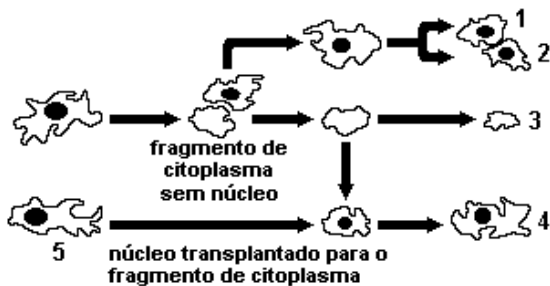 1
2
3
fragmento de
citoplasma
sem núcleo
4
5
núcleo transplantado para o
fragmento de citoplasma